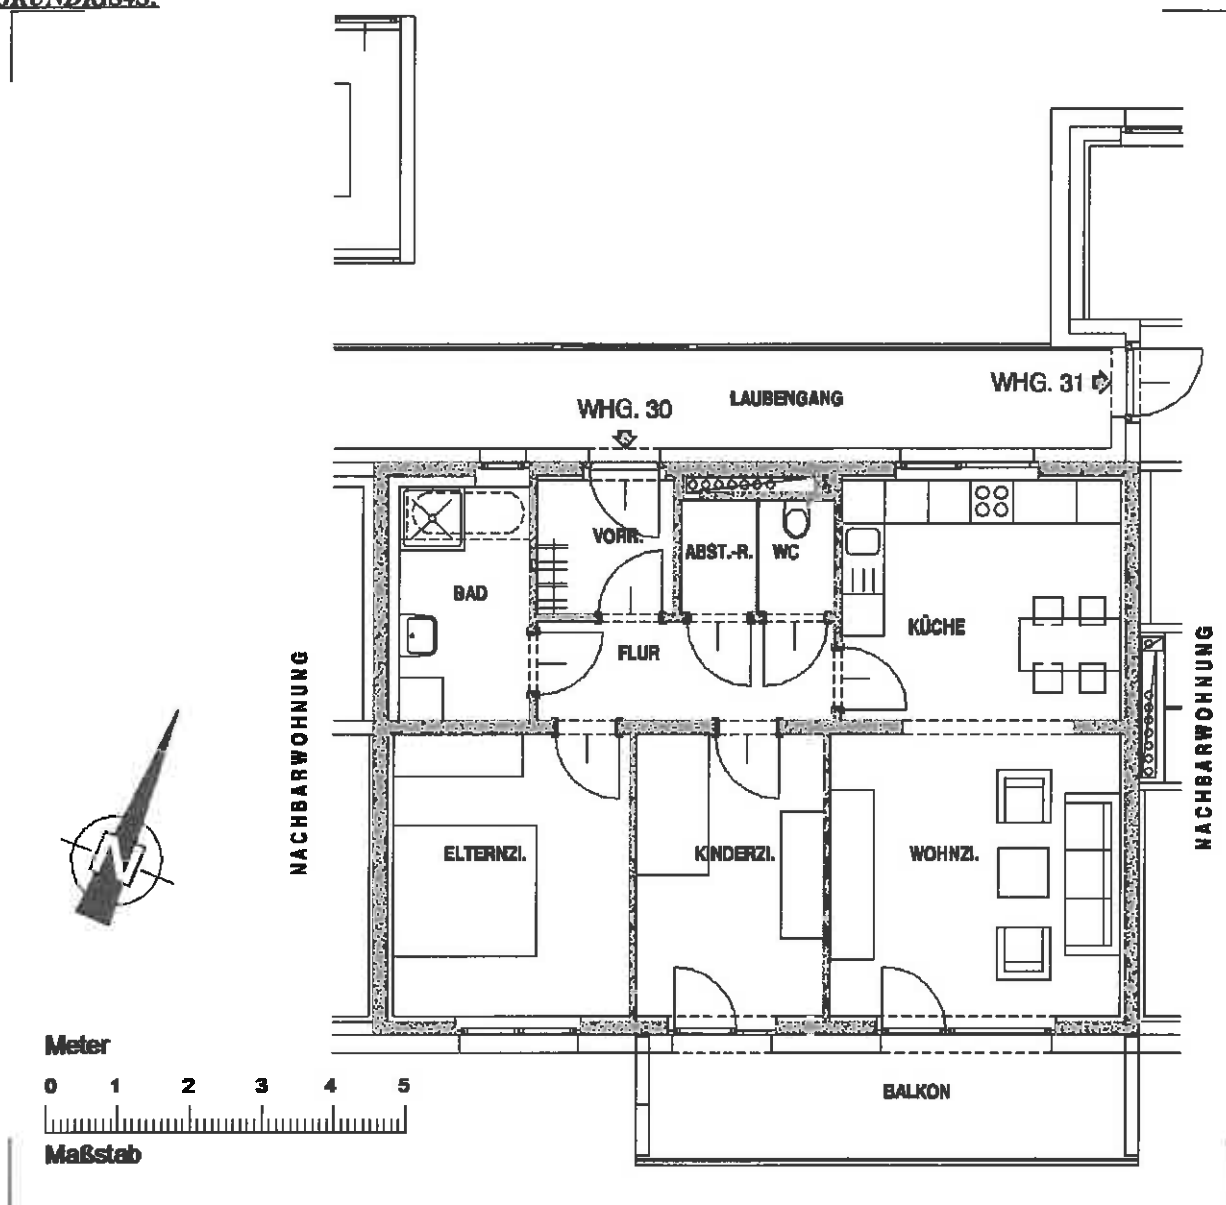 WHG. 31
LAUBENGANG
WHG. 30
VORR.
ABST.-R.
WC
BAD
KÜCHE
FLUR
NACHBARWOHNUNG
NACHBARWOHNUNG
N
ELTERNZI.
KINDERZI.
WOHNZI.
Meter
0 1 2 3 4 5
Maßstab
BALKON